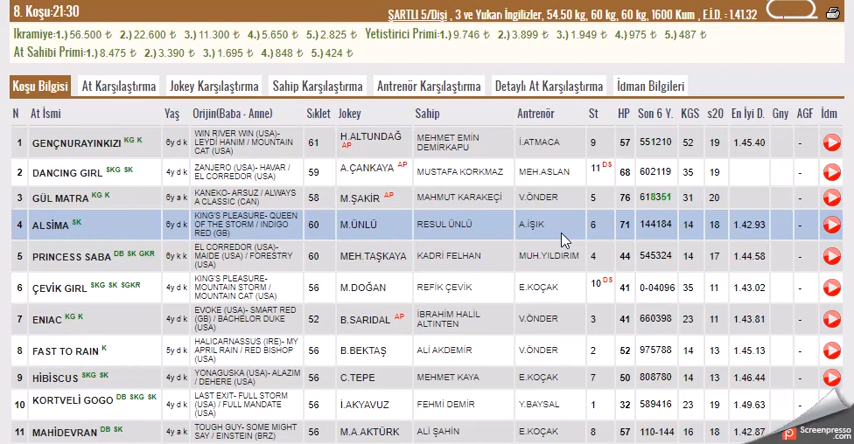 8. Koşu:21:30
ŞARTLI 5/Dişi , 3 ve Yukarı İngilizler, 54.50 kg, 60 kg, 60 kg, 1600 Kum , E.İ.D. : 1.41.32
Ikramiye:1.) 56.500 ₺ 2.) 22.600 ₺ 3.) 11.300 ₺ 4.) 5.650 ₺ 5.) 2.825 ₺ Yetistirici Primi:1.) 9.746 ₺ 2.) 3.899 ₺ 3.) 1.949 ₺ 4.) 975 ₺ 5.) 487 ₺
At Sahibi Primi:1.) 8.475 ₺ 2.) 3.390 ₺ 3.) 1.695 ₺ 4.) 848 ₺ 5.) 424 ₺
Koşu Bilgisi At Karşılaştırma Jokey Karşılaştırma Sahip Karşılaştırma Antrenör Karşılaştırma Detaylı At Karşılaştırma İdman Bilgileri
N At İsmi Yaş Orijin(Baba - Anne) Sıklet Jokey Sahip Antrenör St HP Son 6 Y. KGS s20 En İyi D. Gny AGF İdm
1 GENÇNURAYINKIZI KG K 6y d k WIN RIVER WIN (USA)- LEYDİ HANIM / MOUNTAIN CAT (USA) 61 H.ALTUNDAĞ AP MEHMET EMİN DEMİRKAPU İ.ATMACA 9 57 551210 52 19 1.45.40 -
2 DANCING GIRL SKG SK 4y d k ZANJERO (USA)- HAVAR / EL CORREDOR (USA) 59 A.ÇANKAYA AP MUSTAFA KORKMAZ MEH.ASLAN 11 DS 68 602119 35 19 -
3 GÜL MATRA KG K 6y a k KANEKO- ARSUZ / ALWAYS A CLASSIC (CAN) 58 M.ŞAKİR AP MAHMUT KARAKEÇİ V.ÖNDER 5 76 618351 31 20 -
4 ALSİMA SK 6y d k KING'S PLEASURE- QUEEN OF THE STORM / INDIGO RED (GB) 60 M.ÜNLÜ RESUL ÜNLÜ A.IŞIK 6 71 144184 14 18 1.42.93 -
5 PRINCESS SABA DB SK GKR 6y a k EL CORREDOR (USA)- MAIDE (USA) / FORESTRY (USA) 60 MEH.TAŞKAYA KADRİ FELHAN MUH.YILDIRIM 4 44 545324 14 17 1.44.58 -
6 ÇEVİK GIRL SKG SK SGKR 4y d k KING'S PLEASURE- MOUNTAIN STORM / MOUNTAIN CAT (USA) 56 M.DOĞAN REFİK ÇEVİK E.KOÇAK 10 DS 41 0-04096 35 11 1.43.02 -
7 ENIAC KG K 4y d k EVOKE (USA)- SMART RED (GB) / BACHELOR DUKE (USA) 52 B.SARIDAL AP İBRAHİM HALİL ALTINTEN V.ÖNDER 3 41 660398 23 11 1.43.81 -
8 FAST TO RAIN K 5y d k HALICARNASSUS (IRE)- MY APRIL RAIN / RED BISHOP (USA) 56 B.BEKTAŞ ALİ AKDEMİR V.ÖNDER 2 52 975788 14 13 1.45.13 -
9 HİBİSCUS SKG SK 5y d k YONAGUSKA (USA)- ALAZIM / DEHERE (USA) 56 C.TEPE MEHMET KAYA E.KOÇAK 7 50 808780 14 13 1.46.44 -
10 KORTVELİ GOGO DB SKG SK 4y d k LAST EXIT- FULL STORM (USA) / FULL MANDATE (USA) 56 İ.AKYAVUZ FEHMİ DEMİR Y.BAYSAL 1 32 589416 23 19 1.49.63 -
11 MAHİDEVRAN DB SK 4y a k TOUGH GUY- SOME MIGHT SAY / EINSTEIN (BRZ) 56 M.A.AKTÜRK ALİ ŞAHİN E.KOÇAK 8 57 110-144 16 18 1.42.87
Screenpresso
.com